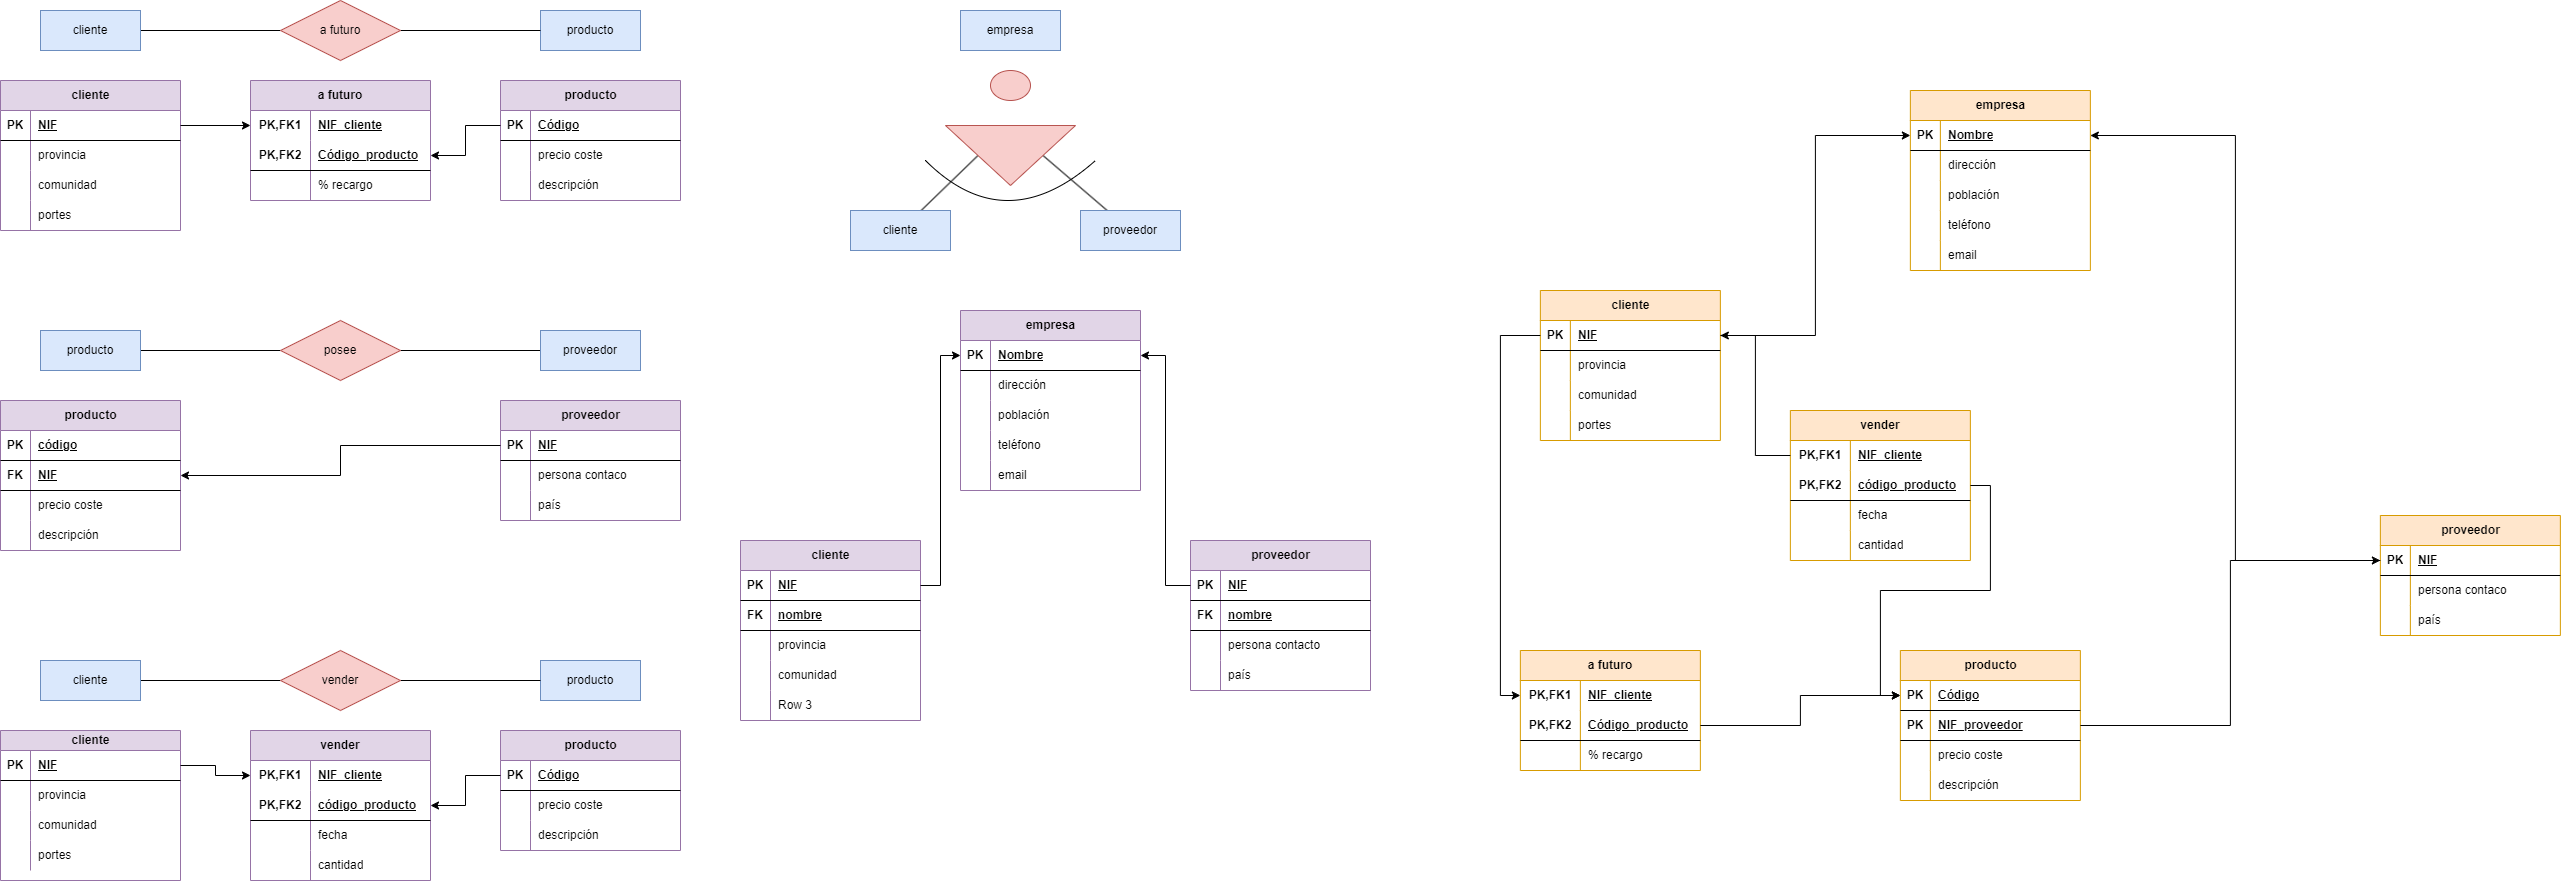 cliente
a futuro
producto
cliente
PK NIF
provincia
comunidad
portes
a futuro
PK,FK1 NIF_cliente
PK,FK2 Código_producto
% recargo
producto
PK Código
precio coste
descripción
producto
posee
proveedor
producto
PK código
FK NIF
precio coste
descripción
proveedor
PK NIF
persona contaco
país
cliente
vender
producto
cliente
PK NIF
provincia
comunidad
portes
vender
PK,FK1 NIF_cliente
PK,FK2 código_producto
fecha
cantidad
producto
PK Código
precio coste
descripción
empresa
cliente
proveedor
empresa
PK Nombre
dirección
población
teléfono
email
cliente
PK NIF
FK nombre
provincia
comunidad
Row 3
proveedor
PK NIF
FK nombre
persona contacto
país
empresa
PK Nombre
dirección
población
teléfono
email
cliente
PK NIF
provincia
comunidad
portes
vender
PK,FK1 NIF_cliente
PK,FK2 código_producto
fecha
cantidad
proveedor
PK NIF
persona contaco
país
a futuro
PK,FK1 NIF_cliente
PK,FK2 Código_producto
% recargo
producto
PK Código
PK NIF_proveedor
precio coste
descripción